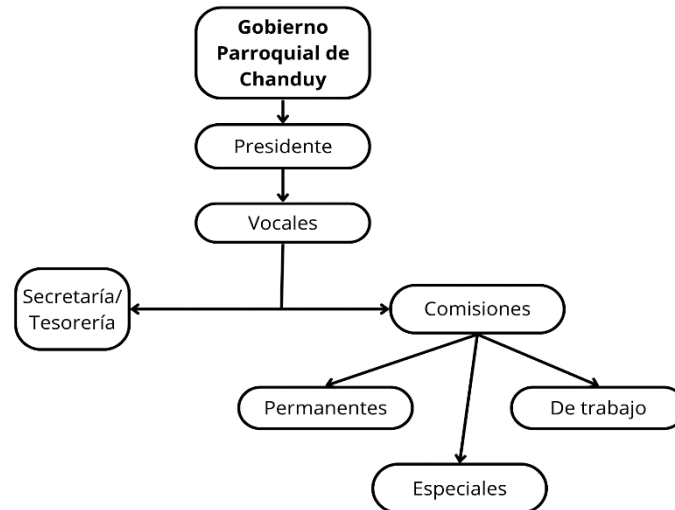 Gobierno
Parroquial de
Chanduy
Presidente
Vocales
Secretaría/
Tesorería
Comisiones
Permanentes
De trabajo
Especiales